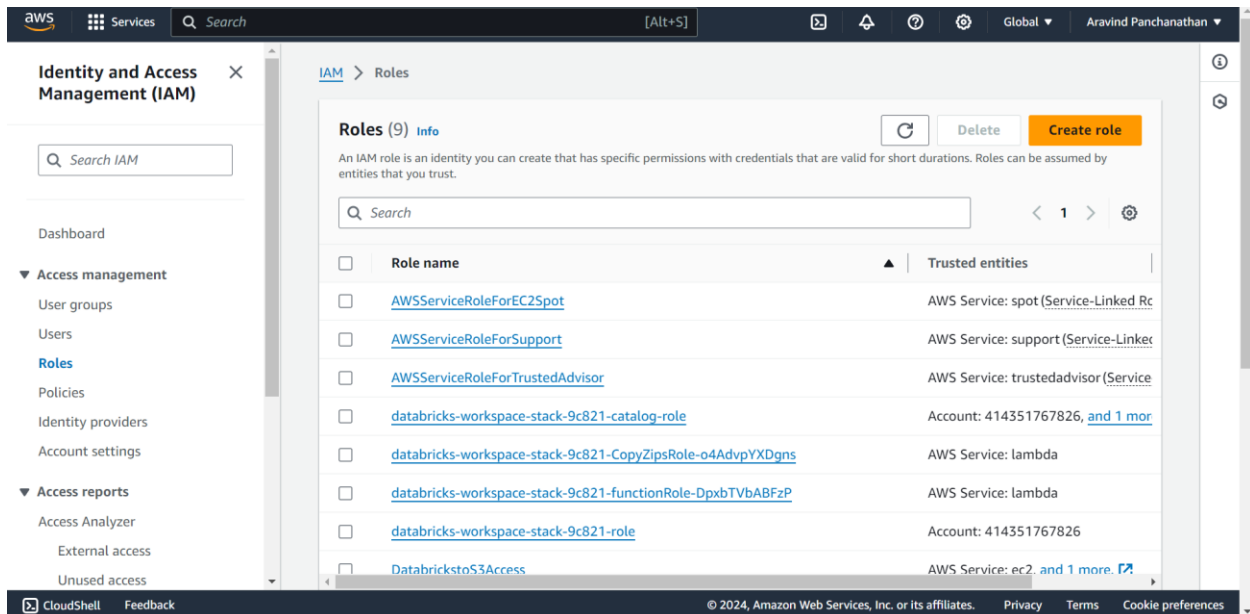 aws Services Search [Alt+S] Global Aravind Panchanathan
Identity and Access
Management (IAM)
Search IAM
Dashboard
Access management
User groups
Users
Roles
Policies
Identity providers
Account settings
Access reports
Access Analyzer
External access
Unused access
IAM > Roles
Roles (9) Info
Delete
Create role
An IAM role is an identity you can create that has specific permissions with credentials that are valid for short durations. Roles can be assumed by
entities that you trust.
Search
1
Role name Trusted entities
AWSServiceRoleForEC2Spot AWS Service: spot (Service-Linked Ro
AWSServiceRoleForSupport AWS Service: support (Service-Linked
AWSServiceRoleForTrustedAdvisor AWS Service: trustedadvisor (Service
databricks-workspace-stack-9c821-catalog-role Account: 414351767826, and 1 mor
databricks-workspace-stack-9c821-CopyZipsRole-o4AdvpYXDgns AWS Service: lambda
databricks-workspace-stack-9c821-functionRole-DpxbTVbABFzP AWS Service: lambda
databricks-workspace-stack-9c821-role Account: 414351767826
DatabrickstoS3Access AWS Service: ec2, and 1 more.
CloudShell Feedback © 2024, Amazon Web Services, Inc. or its affiliates. Privacy Terms Cookie preferences